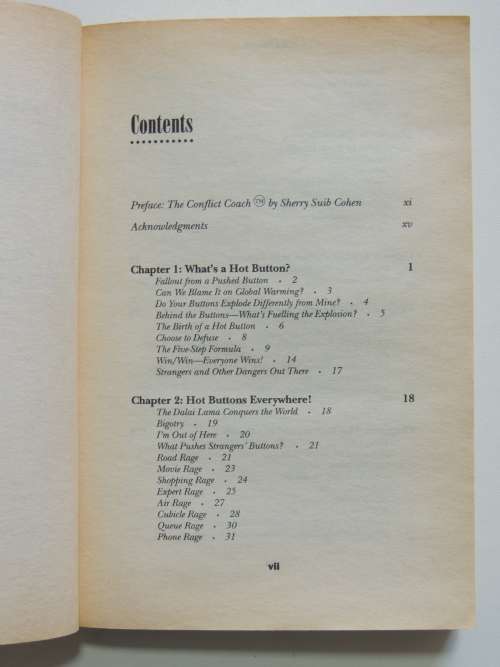 Contents
Preface: The Conflict Coach ™ by Sherry Suib Cohen xi
Acknowledgments xv
Chapter 1: What's a Hot Button? 1
Fallout from a Pushed Button • 2
Can We Blame It on Global Warming? • 3
Do Your Buttons Explode Differently from Mine? • 4
Behind the Buttons—What's Fuelling the Explosion? • 5
The Birth of a Hot Button • 6
Choose to Defuse • 8
The Five-Step Formula • 9
Win/Win—Everyone Wins! • 14
Strangers and Other Dangers Out There • 17
Chapter 2: Hot Buttons Everywhere! 18
The Dalai Lama Conquers the World • 18
Bigotry • 19
I'm Out of Here • 20
What Pushes Strangers' Buttons? • 21
Road Rage • 21
Movie Rage • 23
Shopping Rage • 24
Expert Rage • 25
Air Rage • 27
Cubicle Rage • 28
Queue Rage • 30
Phone Rage • 31
vii